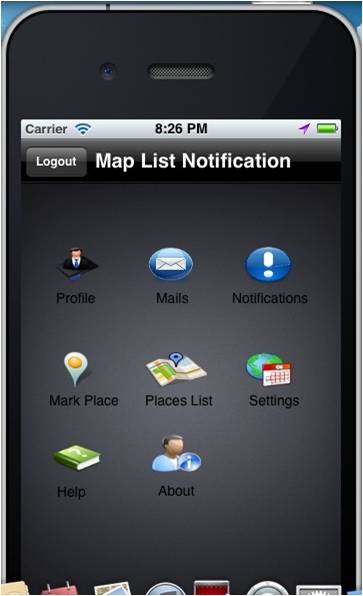 Carrier 8:26 PM
Logout Map List Notification
Profile Mails Notifications
Mark Place Places List Settings
Help About